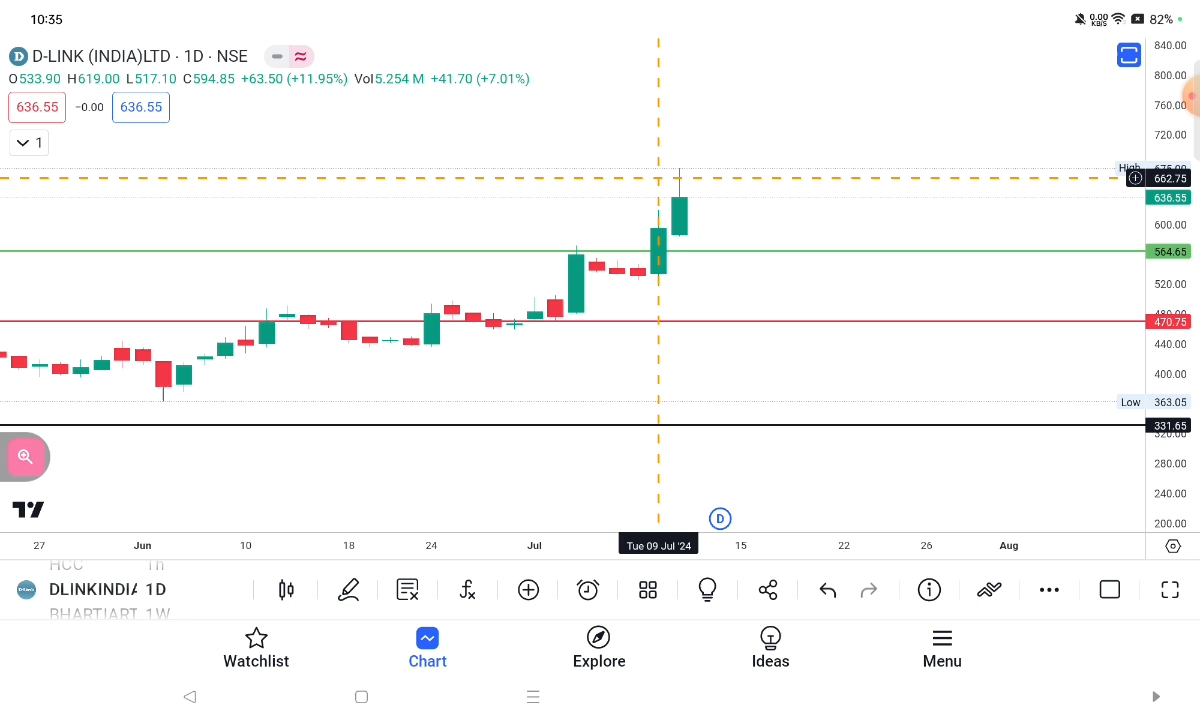 10:35
0.00
KB/S
82%
D
D-LINK (INDIA)LTD · 1D · NSE
O533.90 H619.00 L517.10 C594.85 +63.50 (+11.95%) Vol5.254 M +41.70 (+7.01%)
636.55 −0.00 636.55
1
840.00
800.00
760.00
720.00
High 675.00
662.75
636.55
600.00
564.65
520.00
480.00
470.75
440.00
400.00
Low 363.05
331.65
320.00
280.00
240.00
200.00
D
27 Jun 10 18 24 Jul Tue 09 Jul '24 15 22 26 Aug
HCC 1h
DLINKINDIA 1D
BHARTIART 1W
Watchlist Chart Explore Ideas Menu